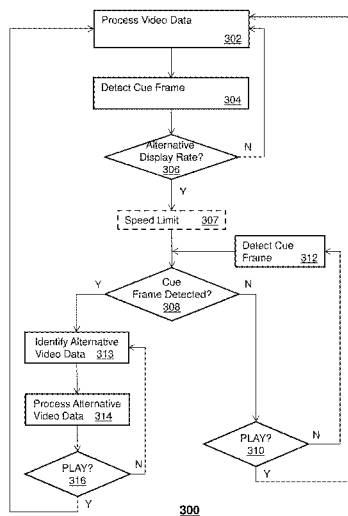 Process Video Data
302
Detect Cue Frame
304
Alternative
Display Rate?
306
N
Y
Speed Limit 307
Detect Cue
Frame 312
Cue
Frame Detected?
308
Y
N
Identify Alternative
Video Data 313
Process Alternative
Video Data 314
PLAY?
316
N
Y
PLAY?
310
N
Y
300